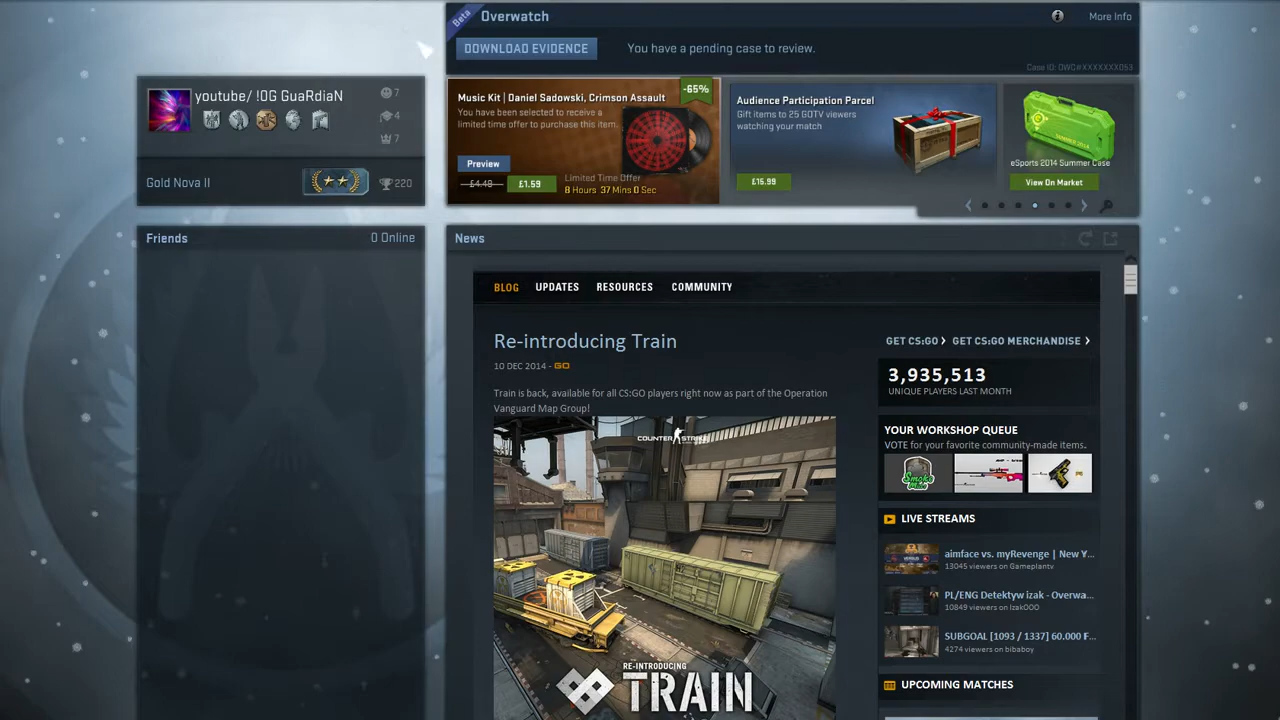 Beta
Overwatch
More Info
DOWNLOAD EVIDENCE
You have a pending case to review.
Case ID: OWC#XXXXXXX053
youtube/ !OG GuaRdiaN
7
4
7
Gold Nova II
220
Music Kit | Daniel Sadowski, Crimson Assault
-65%
You have been selected to receive a
limited time offer to purchase this item.
Preview
£4.48
£1.59
Limited Time Offer
8 Hours 37 Mins 0 Sec
Audience Participation Parcel
Gift items to 25 GOTV viewers
watching your match
£15.99
SUMMER 2014
eSports 2014 Summer Case
View On Market
Friends
0 Online
News
BLOG
UPDATES
RESOURCES
COMMUNITY
Re-introducing Train
10 DEC 2014 - GO
Train is back, available for all CS:GO players right now as part of the Operation
Vanguard Map Group!
COUNTER STRIKE
RE-INTRODUCING
TRAIN
GET CS:GO
GET CS:GO MERCHANDISE
3,935,513
UNIQUE PLAYERS LAST MONTH
YOUR WORKSHOP QUEUE
VOTE for your favorite community-made items.
LIVE STREAMS
aimface vs. myRevenge | New Y...
13045 viewers on Gameplantv
PL/ENG Detektyw izak - Overwa...
10849 viewers on IzakOOO
SUBGOAL [1093 / 1337] 60.000 F...
4274 viewers on bibaboy
UPCOMING MATCHES